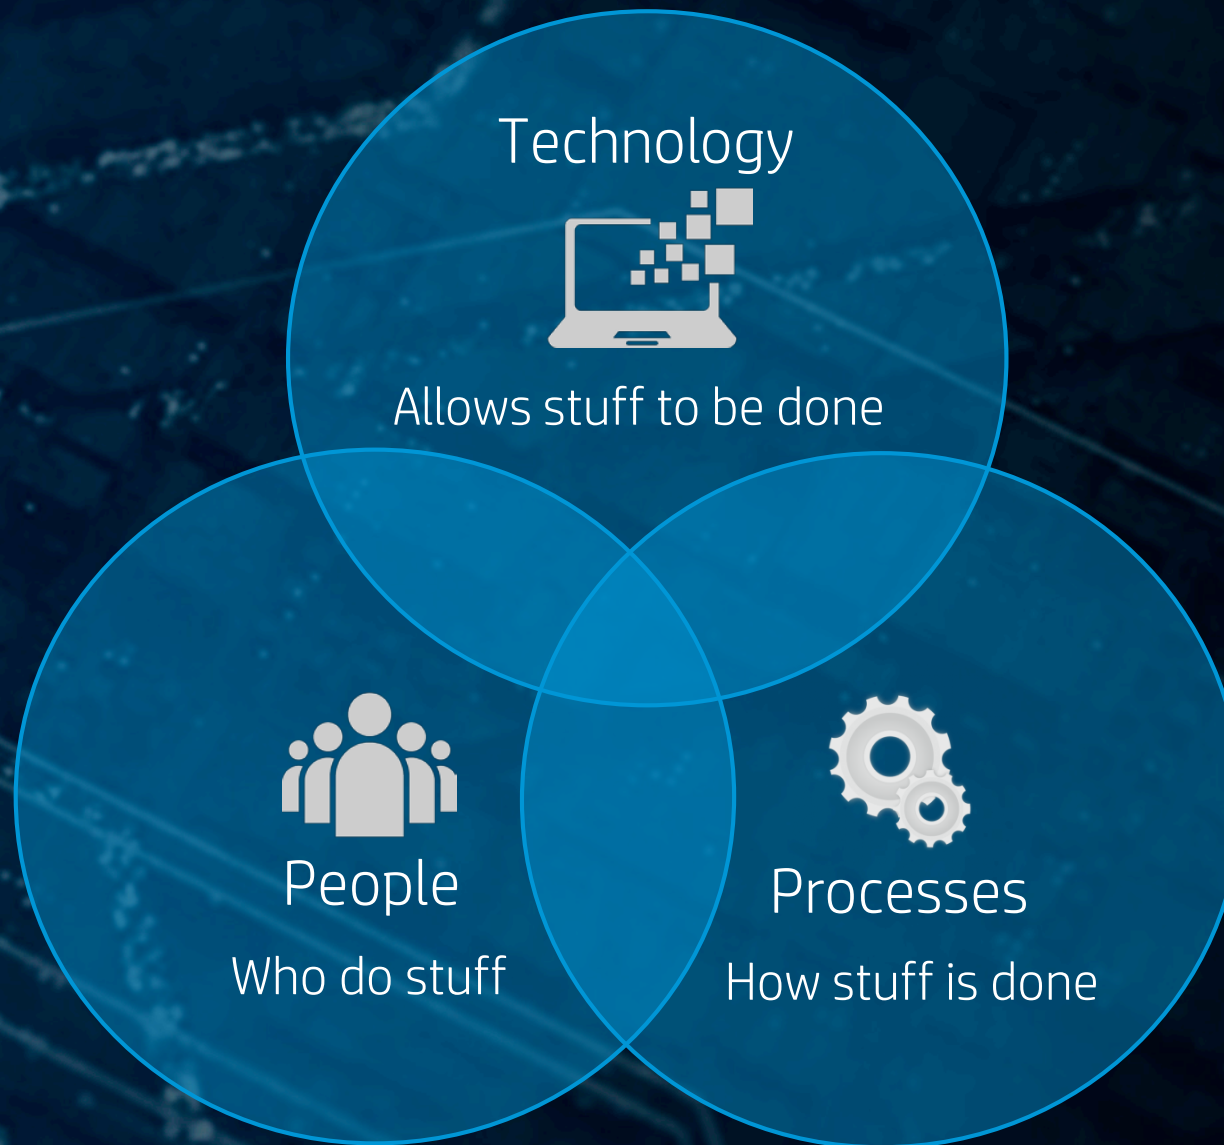 Technology
Allows stuff to be done
People
Who do stuff
Processes
How stuff is done